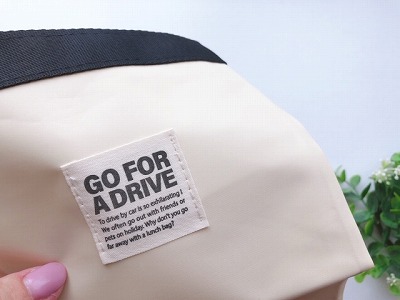 GO FOR
A DRIVE
To drive by car is so exhilarating !
We often go out with friends or
pets on holiday. Why don't you go
far away with a lunch bag?